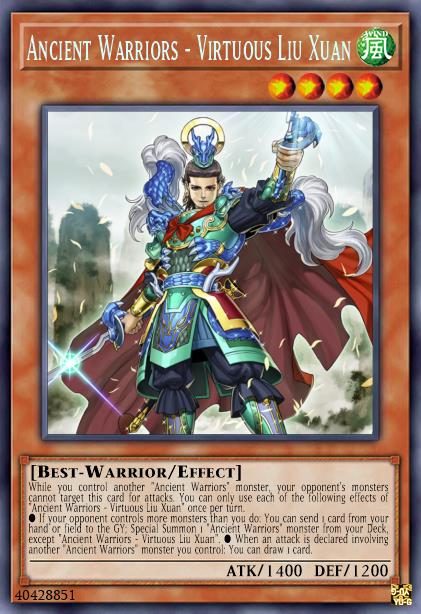 Ancient Warriors - Virtuous Liu Xuan
WIND
風
[Best-Warrior/Effect]
While you control another "Ancient Warriors" monster, your opponent's monsters
cannot target this card for attacks. You can only use each of the following effects of
"Ancient Warriors - Virtuous Liu Xuan" once per turn.
● If your opponent controls more monsters than you do: You can send 1 card from your
hand or field to the GY; Special Summon 1 "Ancient Warriors" monster from your Deck,
except "Ancient Warriors - Virtuous Liu Xuan". ● When an attack is declared involving
another "Ancient Warriors" monster you control: You can draw 1 card.
ATK/1400 DEF/1200
40428851